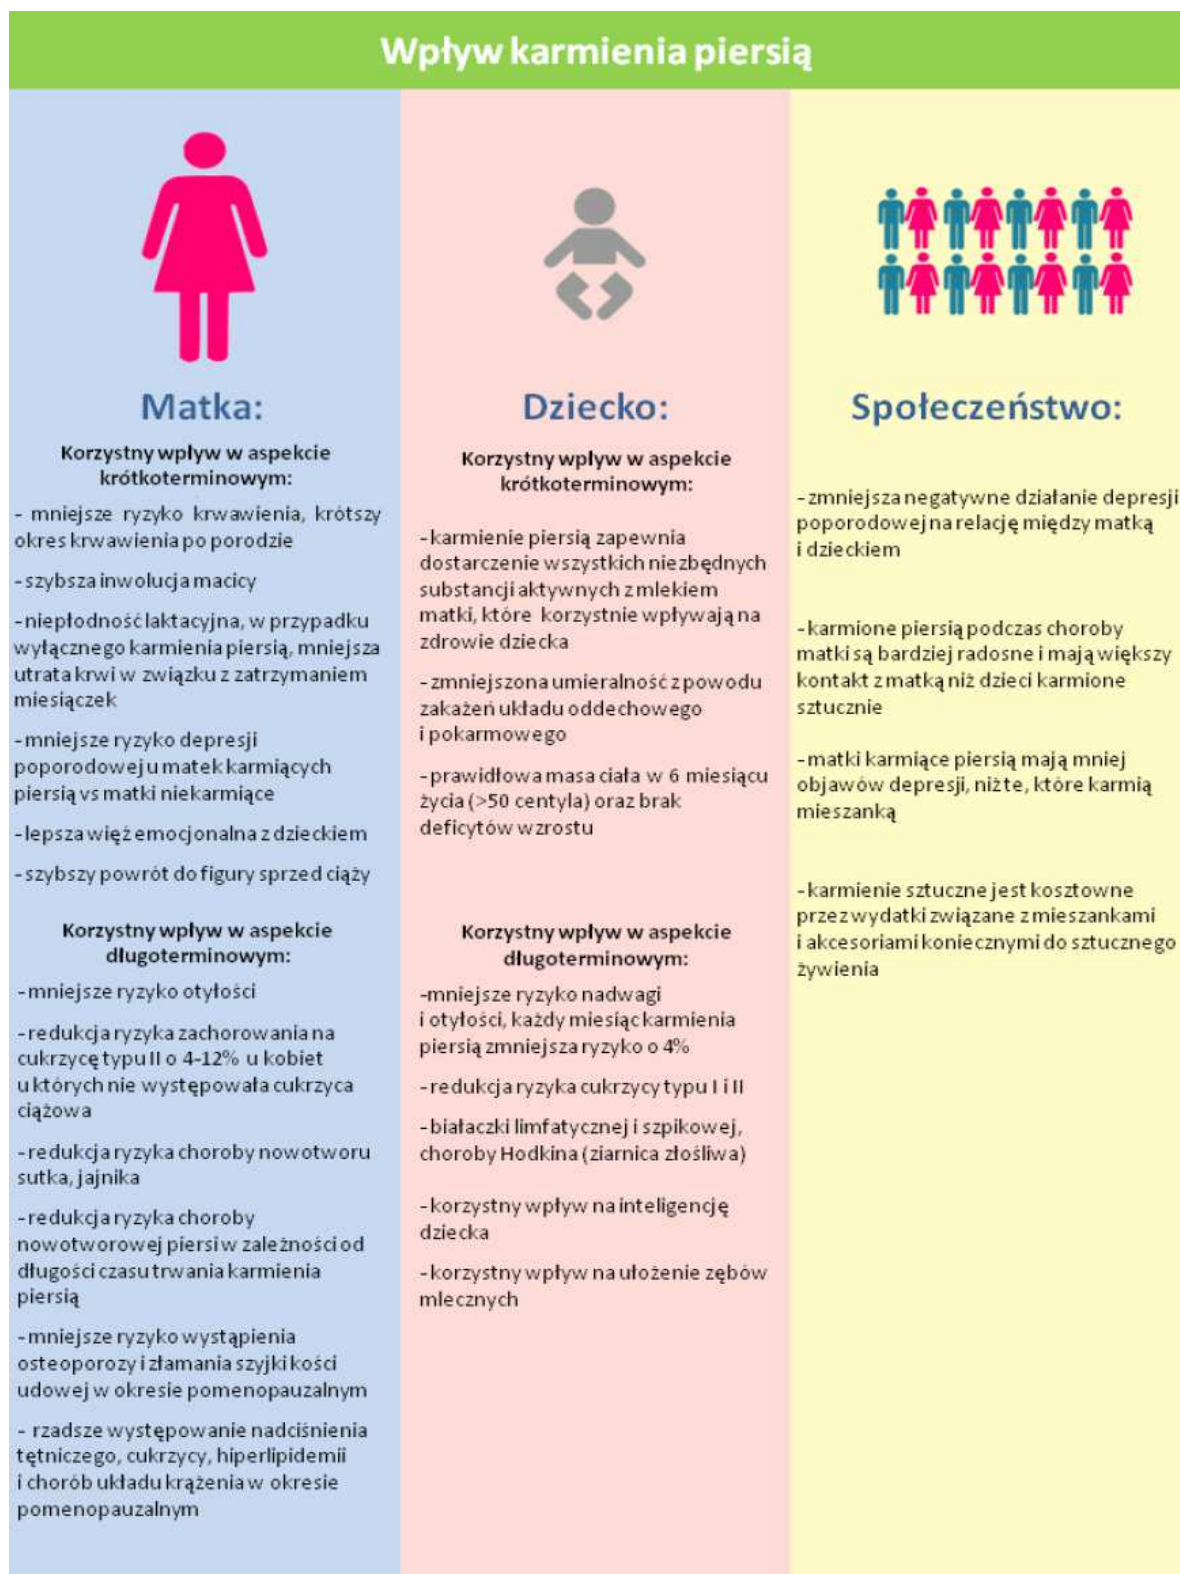 Wpływ karmienia piersią
Matka:
Korzystny wpływ w aspekcie
krótkoterminowym:
- mniejsze ryzyko krwawienia, krótszy
okres krwawienia po porodzie
- szybsza inwolucja macicy
- niepłodność laktacyjna, w przypadku
wyłącznego karmienia piersią, mniejsza
utrata krwi w związku z zatrzymaniem
miesiączek
- mniejsze ryzyko depresji
poporodowej u matek karmiących
piersią vs matki niekarmiące
- lepsza więź emocjonalna z dzieckiem
- szybszy powrót do figury sprzed ciąży
Korzystny wpływ w aspekcie
długoterminowym:
- mniejsze ryzyko otyłości
- redukcja ryzyka zachorowania na
cukrzycę typu II o 4-12% u kobiet
u których nie występowała cukrzyca
ciążowa
- redukcja ryzyka choroby nowotworu
sutka, jajnika
- redukcja ryzyka choroby
nowotworowej piersi w zależności od
długości czasu trwania karmienia
piersią
- mniejsze ryzyko wystąpienia
osteoporozy i złamania szyjki kości
udowej w okresie pomenopauzalnym
- rzadsze występowanie nadciśnienia
tętniczego, cukrzycy, hiperlipidemii
i chorób układu krążenia w okresie
pomenopauzalnym
Dziecko:
Korzystny wpływ w aspekcie
krótkoterminowym:
- karmienie piersią zapewnia
dostarczenie wszystkich niezbędnych
substancji aktywnych z mlekiem
matki, które korzystnie wpływają na
zdrowie dziecka
- zmniejszona umieralność z powodu
zakażeń układu oddechowego
i pokarmowego
- prawidłowa masa ciała w 6 miesiącu
życia (>50 centyla) oraz brak
deficytów wzrostu
Korzystny wpływ w aspekcie
długoterminowym:
-mniejsze ryzyko nadwagi
i otyłości, każdy miesiąc karmienia
piersią zmniejsza ryzyko o 4%
- redukcja ryzyka cukrzycy typu I i II
- białaczki limfatycznej i szpikowej,
choroby Hodkina (ziarnica złośliwa)
- korzystny wpływ na inteligencję
dziecka
- korzystny wpływ na ułożenie zębów
mlecznych
Społeczeństwo:
- zmniejsza negatywne działanie depresji
poporodowej na relację między matką
i dzieckiem
- karmione piersią podczas choroby
matki są bardziej radosne i mają większy
kontakt z matką niż dzieci karmione
sztucznie
- matki karmiące piersią mają mniej
objawów depresji, niż te, które karmią
mieszanką
- karmienie sztuczne jest kosztowne
przez wydatki związane z mieszankami
i akcesoriami koniecznymi do sztucznego
żywienia